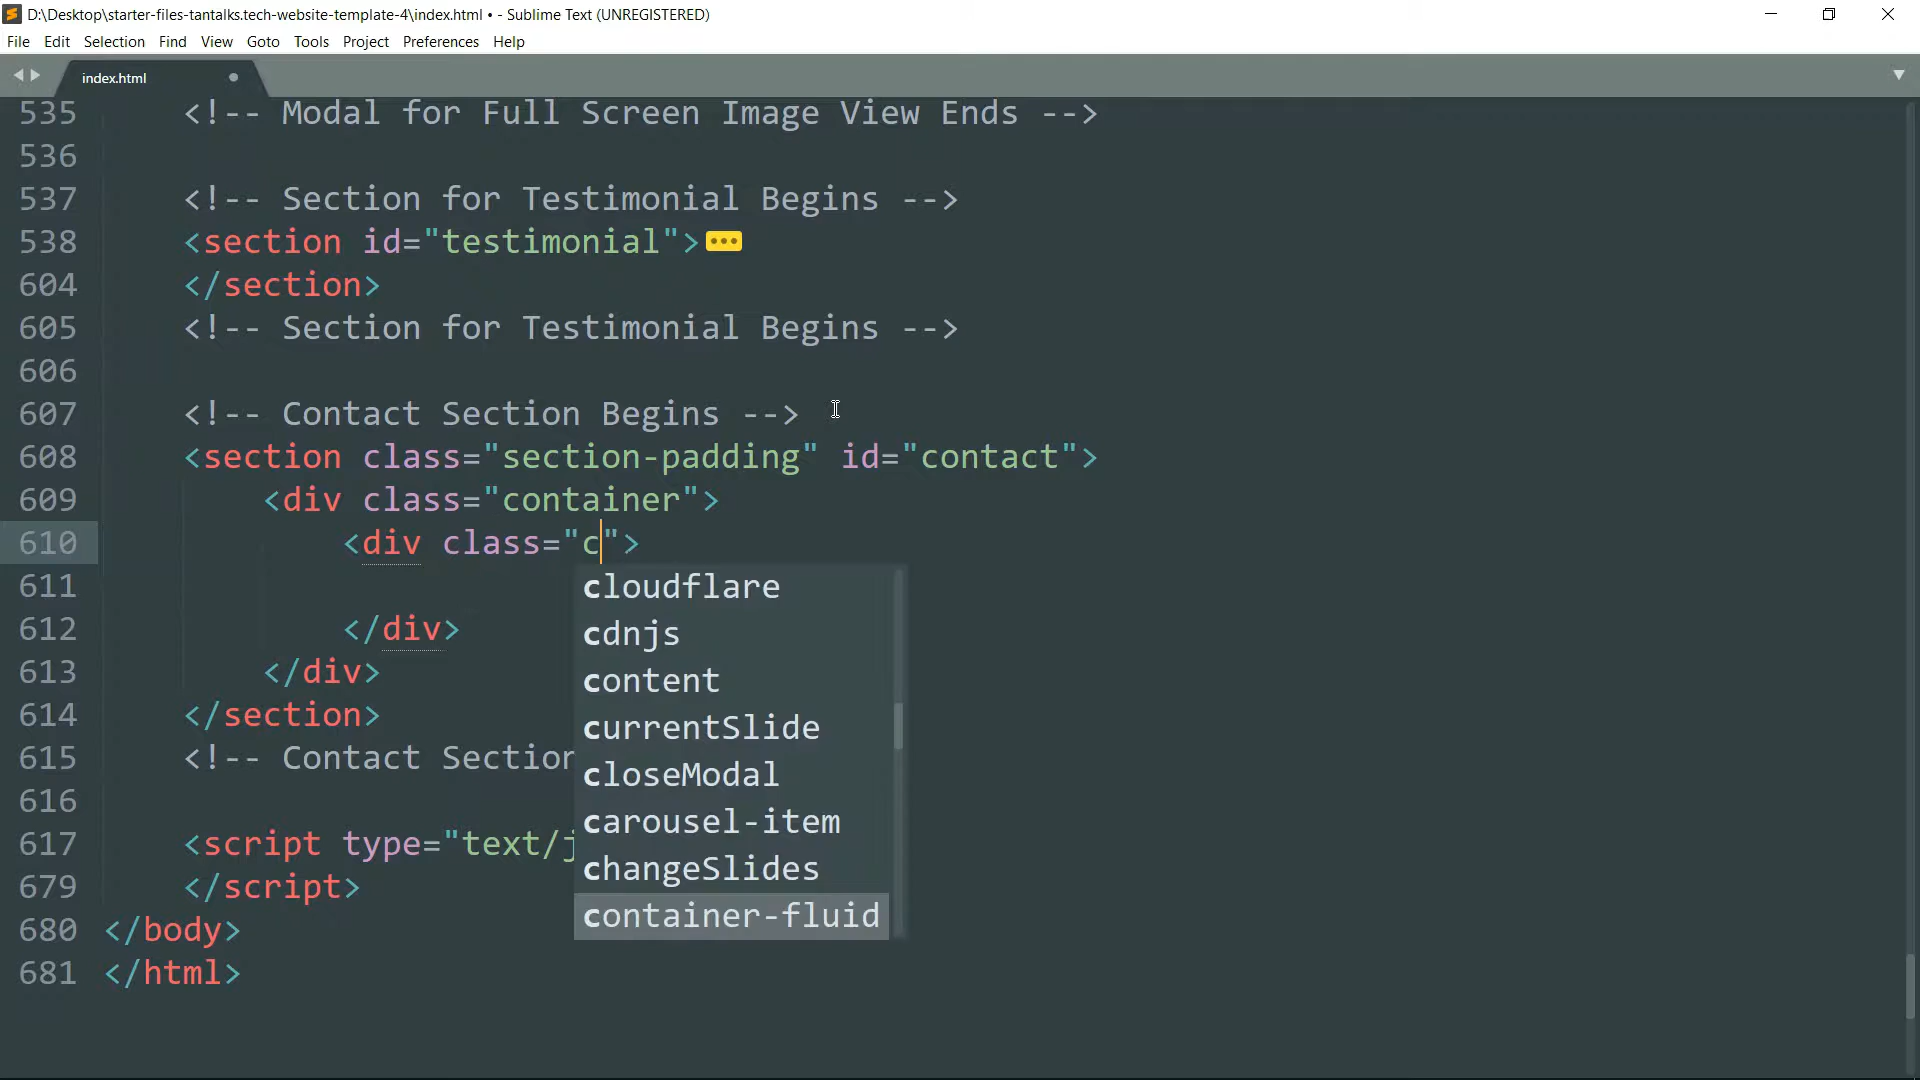 D:\Desktop\starter-files-tantalks.tech-website-template-4\index.html • - Sublime Text (UNREGISTERED)
File Edit Selection Find View Goto Tools Project Preferences Help
index.html
535 <!-- Modal for Full Screen Image View Ends -->
536
537 <!-- Section for Testimonial Begins -->
538 <section id="testimonial">
604 </section>
605 <!-- Section for Testimonial Begins -->
606
607 <!-- Contact Section Begins -->
608 <section class="section-padding" id="contact">
609 <div class="container">
610 <div class="c">
611 cloudflare
cdnjs
612 </div>
content
613 </div>
614 </section> currentSlide
615 <!-- Contact Section closeModal
616 carousel-item
617 <script type="text/j
changeSlides
679 </script>
container-fluid
680 </body>
681 </html>